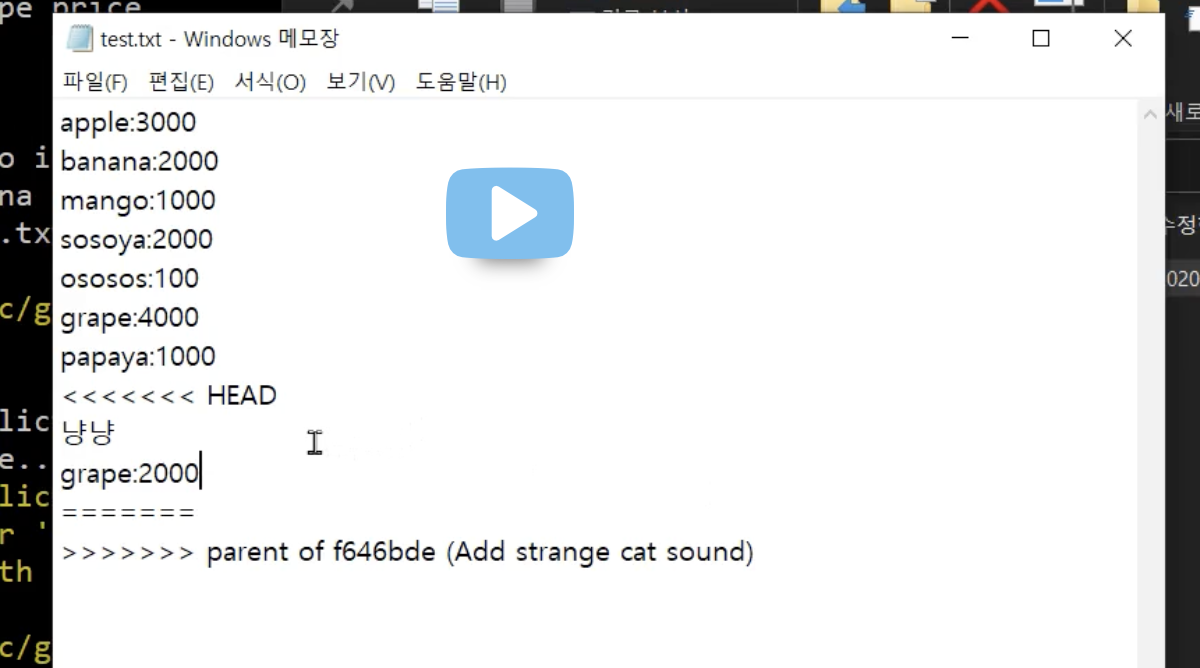 pe price
test.txt - Windows 메모장
파일(F) 편집(E) 서식(O) 보기(V) 도움말(H)
apple:3000
banana:2000
mango:1000
sosoya:2000
ososos:100
grape:4000
papaya:1000
<<<<<<< HEAD
냥냥
grape:2000
=======
>>>>>>> parent of f646bde (Add strange cat sound)
o i
na
.tx
c/g
lic
e..
lic
r '
th
c/g
새로
수정
020